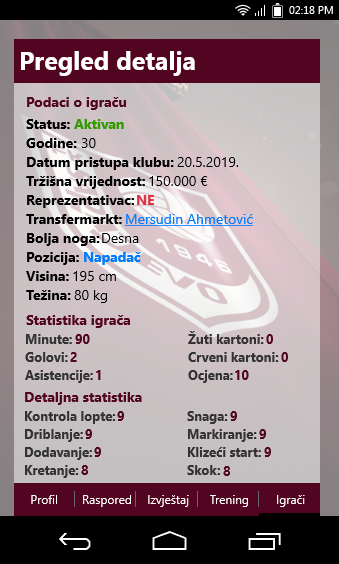 02:18 PM
Pregled detalja
Podaci o igraču
Status: Aktivan
Godine: 30
Datum pristupa klubu: 20.5.2019.
Tržišna vrijednost: 150.000 €
Reprezentativac: NE
Transfermarkt: Mersudin Ahmetović
Bolja noga: Desna
Pozicija: Napadač
Visina: 195 cm
Težina: 80 kg
1946
Statistika igrača
Minute: 90 Žuti kartoni: 0
Golovi: 2 Crveni kartoni: 0
Asistencije: 1 Ocjena: 10
Detaljna statistika
Kontrola lopte: 9 Snaga: 9
Driblanje: 9 Markiranje: 9
Dodavanje: 9 Klizeći start: 9
Kretanje: 8 Skok: 8
Profil Raspored Izvještaj Trening Igrači